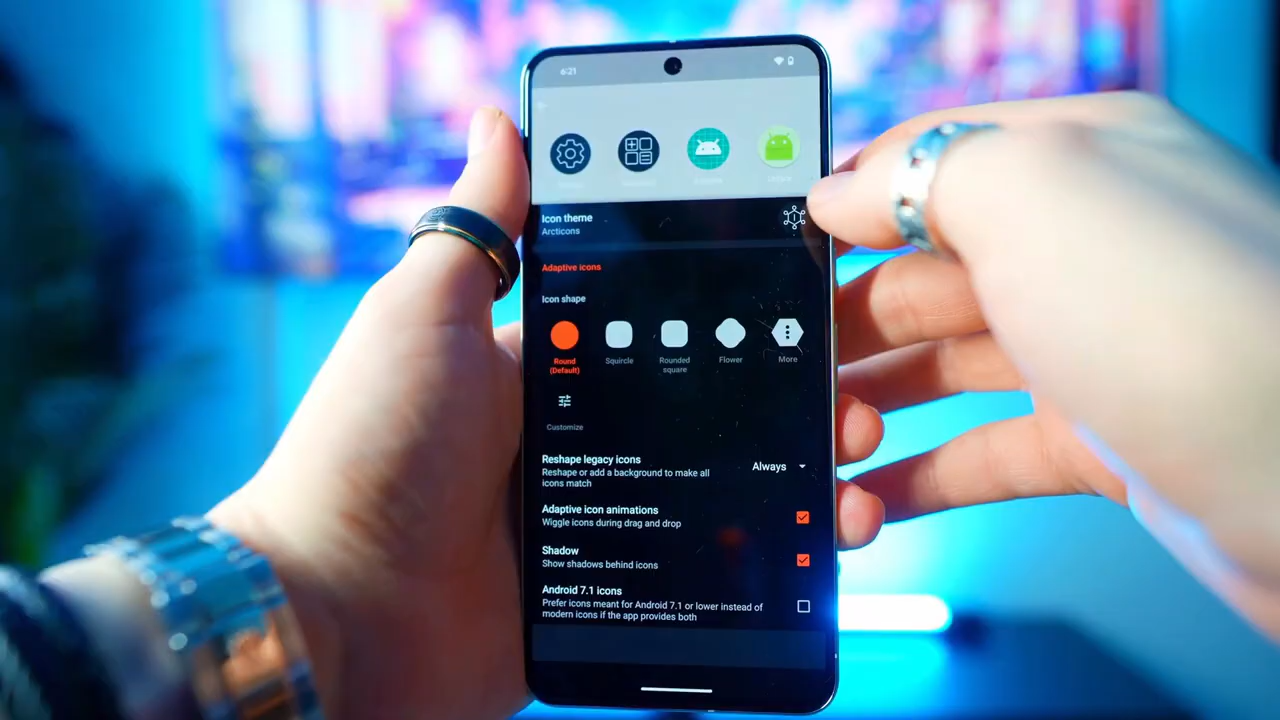 6:21
Icon theme
Arcticons
Adaptive icons
Icon shape
Round
(Default)
Squircle
Rounded
square
Flower
More
Customize
Reshape legacy icons
Reshape or add a background to make all
icons match
Always
Adaptive icon animations
Wiggle icons during drag and drop
Shadow
Show shadows behind icons
Android 7.1 icons
Prefer icons meant for Android 7.1 or lower instead of
modern icons if the app provides both